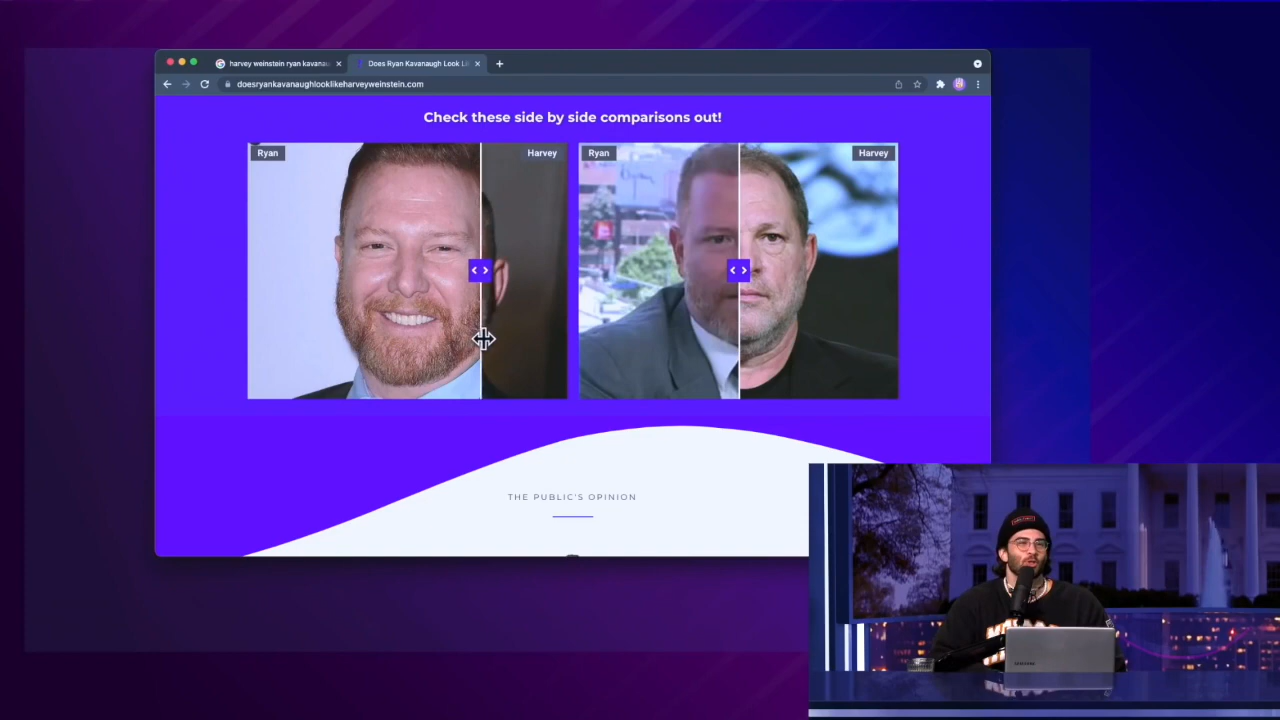 harvey weinstein ryan kavanau
Does Ryan Kavanaugh Look Li
doesryankavanaughlooklikeharveyweinstein.com
Check these side by side comparisons out!
Ryan
Harvey
Ryan
Harvey
THE PUBLIC'S OPINION
SAMSUNG